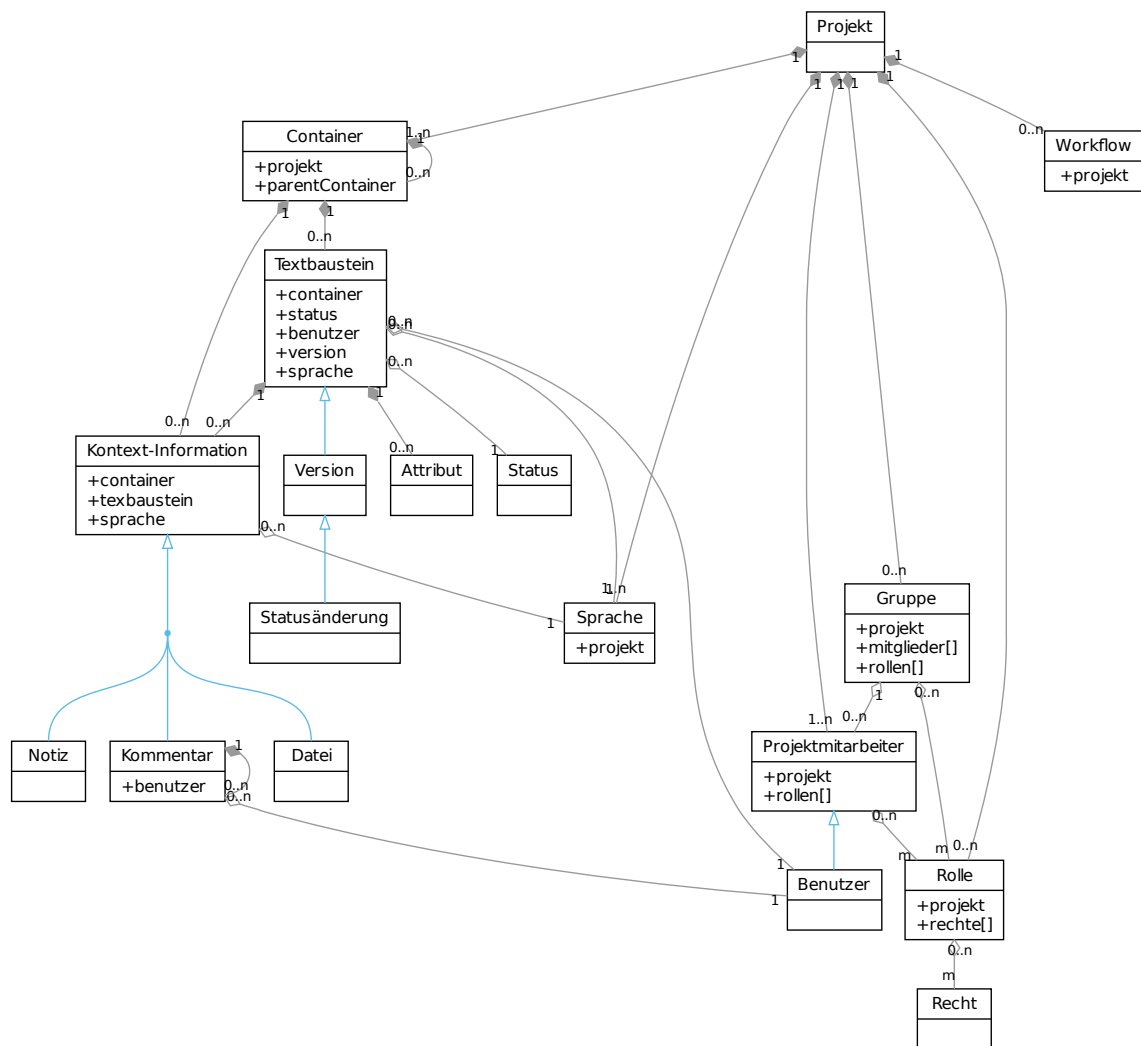 Projekt
1
1
1
1
1
1
1..n
1
0..n
Container
+projekt
+parentContainer
0..n
Workflow
+projekt
1
1
0..n
Textbaustein
+container
+status
+benutzer
+version
+sprache
0..n
0..n
0..n
1
1
0..n
0..n
1
Kontext-Information
+container
+texbaustein
+sprache
0..n
Version
Attribut
Status
0..n
Statusänderung
1
1..n
1
Sprache
+projekt
Gruppe
+projekt
+mitglieder[]
+rollen[]
1
0..n
1..n
0..n
Notiz
Kommentar
+benutzer
1
0..n
0..n
Datei
Projektmitarbeiter
+projekt
+rollen[]
0..n
m
0..n
m
1
1
Benutzer
Rolle
+projekt
+rechte[]
0..n
m
Recht